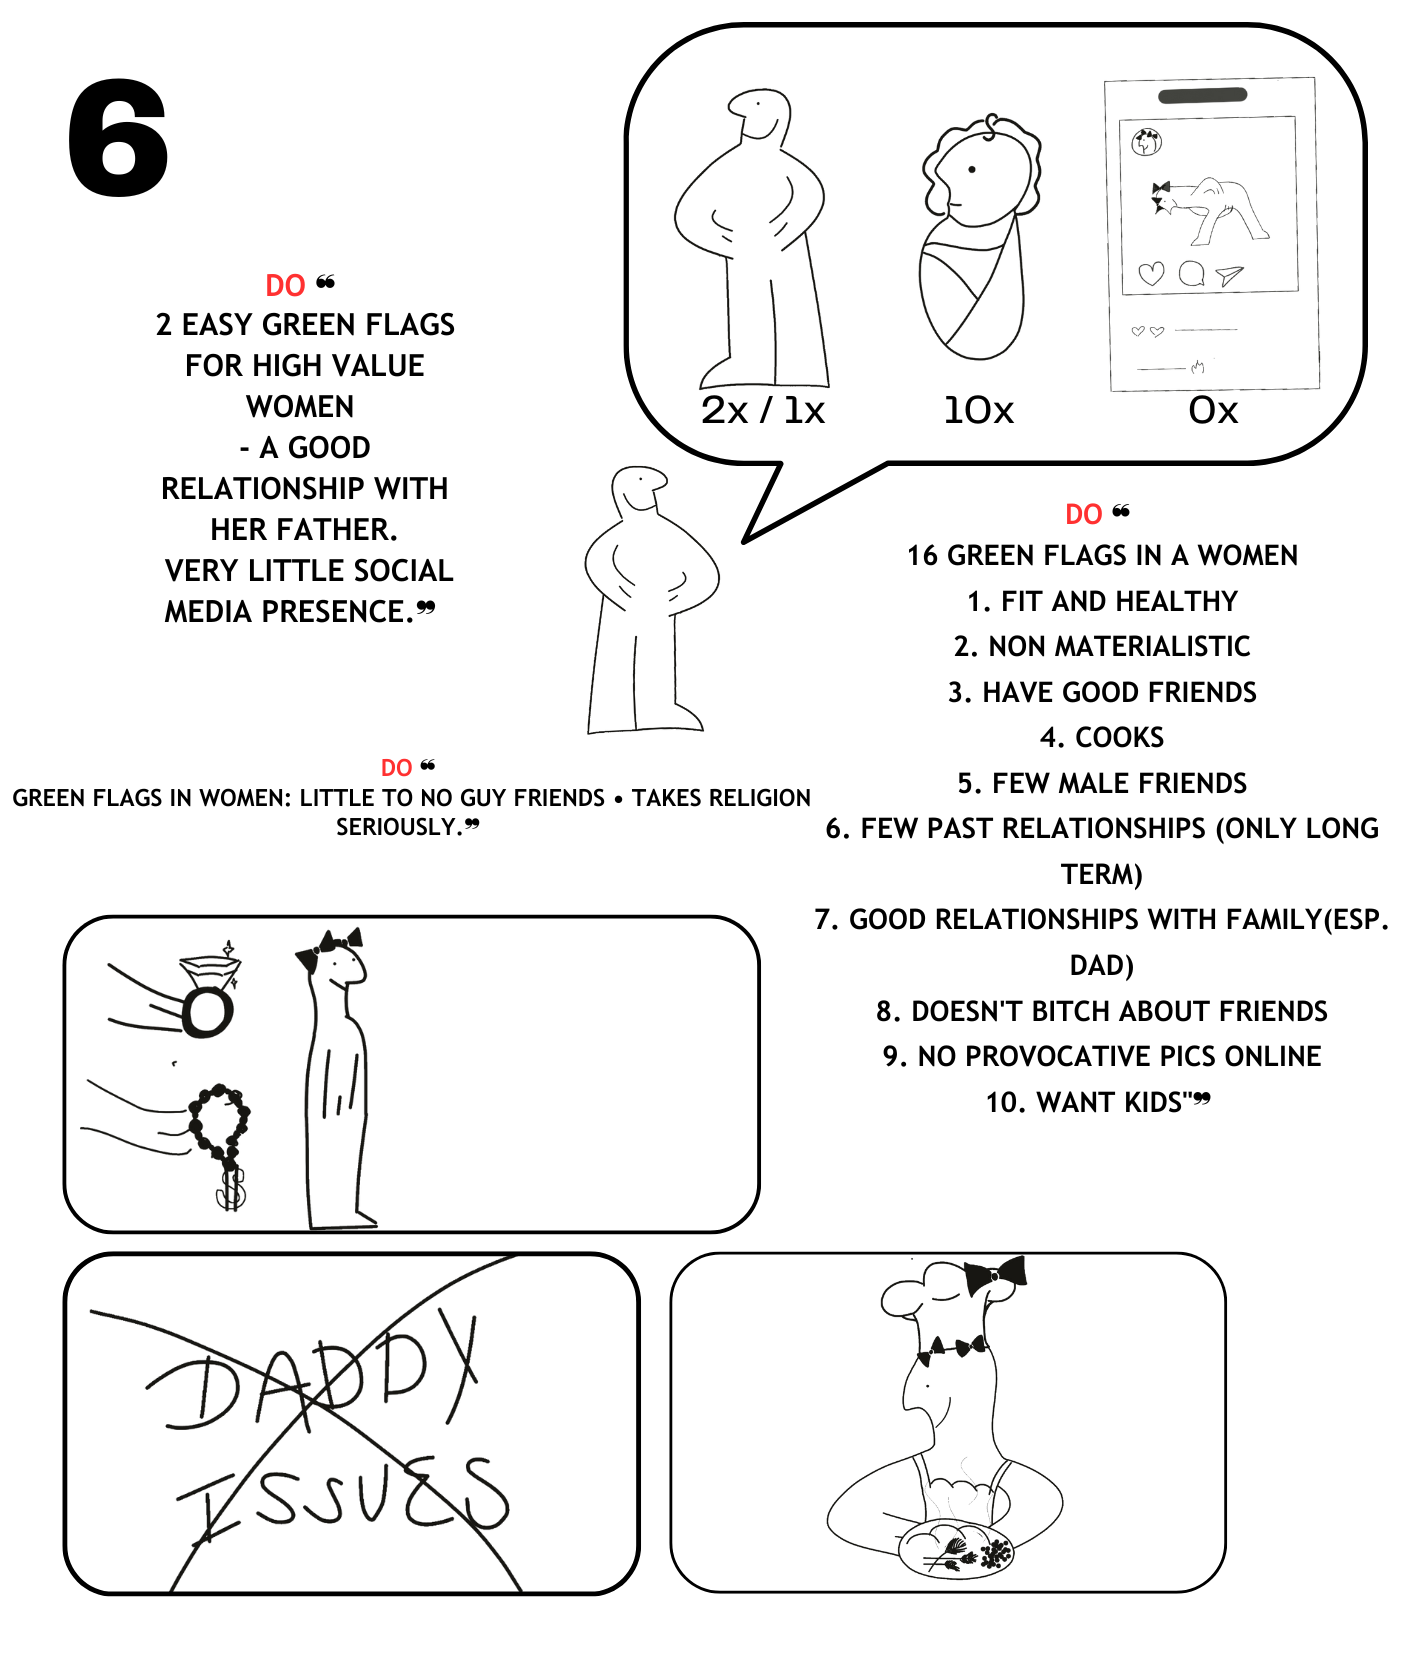 6
2x / 1x
10x
0x
DO ❝
2 EASY GREEN FLAGS
FOR HIGH VALUE
WOMEN
- A GOOD
RELATIONSHIP WITH
HER FATHER.
VERY LITTLE SOCIAL
MEDIA PRESENCE.❞
DO ❝
16 GREEN FLAGS IN A WOMEN
1. FIT AND HEALTHY
2. NON MATERIALISTIC
3. HAVE GOOD FRIENDS
4. COOKS
5. FEW MALE FRIENDS
6. FEW PAST RELATIONSHIPS (ONLY LONG
TERM)
7. GOOD RELATIONSHIPS WITH FAMILY(ESP.
DAD)
8. DOESN'T BITCH ABOUT FRIENDS
9. NO PROVOCATIVE PICS ONLINE
10. WANT KIDS"❞
DO ❝
GREEN FLAGS IN WOMEN: LITTLE TO NO GUY FRIENDS • TAKES RELIGION
SERIOUSLY.❞
$
DADDY
ISSUES